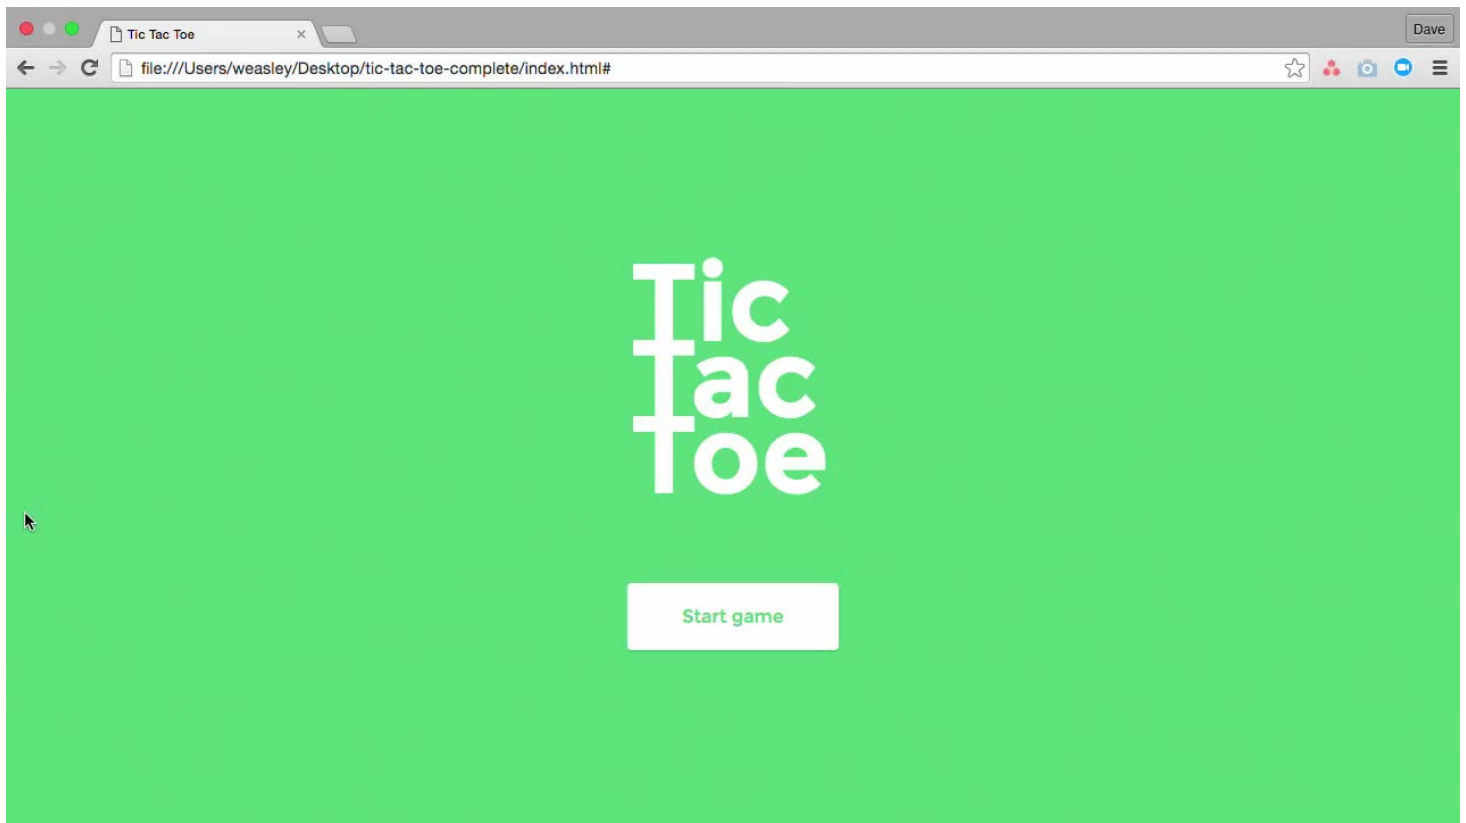 Tic Tac Toe
Dave
file:///Users/weasley/Desktop/tic-tac-toe-complete/index.html#
Tic
Tac
Toe
Start game